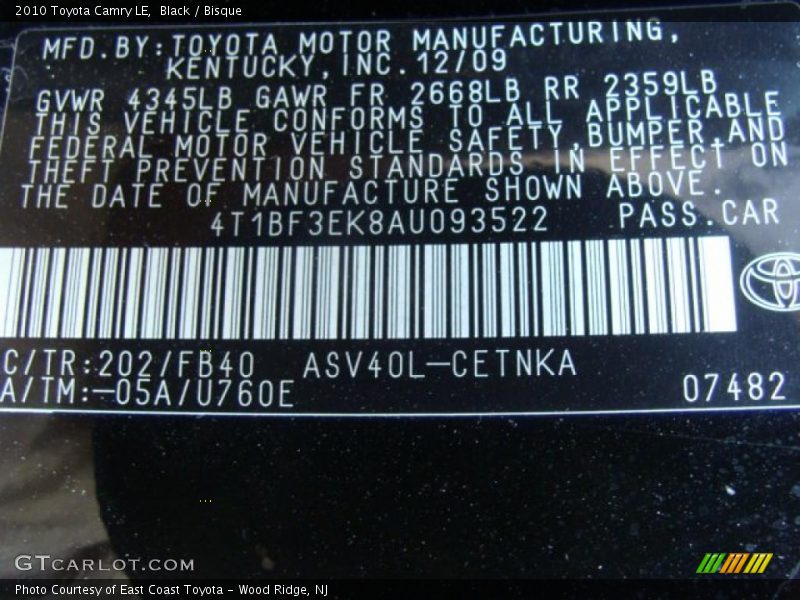 2010 Toyota Camry LE, Black / Bisque
MFD.BY:TOYOTA MOTOR MANUFACTURING,
KENTUCKY,INC.12/09
GVWR 4345LB GAWR FR 2668LB RR 2359LB
THIS VEHICLE CONFORMS TO ALL APPLICABLE
FEDERAL MOTOR VEHICLE SAFETY,BUMPER,AND
THEFT PREVENTION STANDARDS IN EFFECT ON
THE DATE OF MANUFACTURE SHOWN ABOVE.
4T1BF3EK8AU093522 PASS.CAR
C/TR:202/FB40 ASV40L-CETNKA
A/TM:-05A/U760E 07482
GTcarlot.com
Photo Courtesy of East Coast Toyota - Wood Ridge, NJ